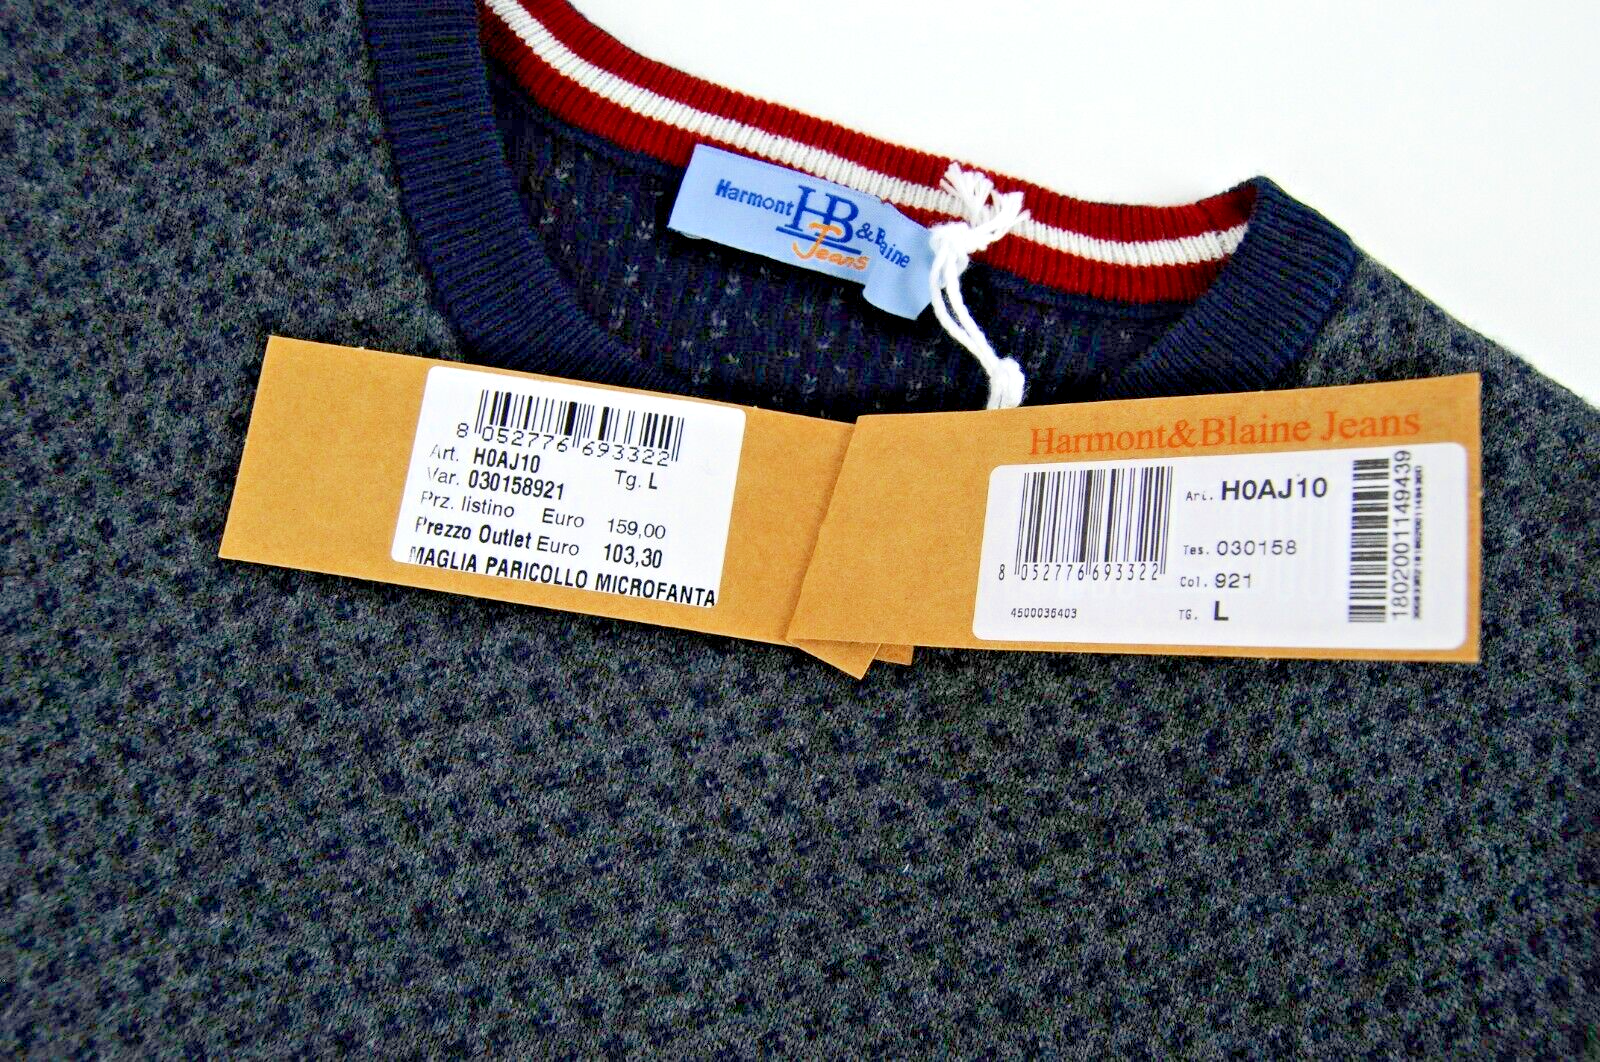 Harmont & Blaine
HB
Jeans
8 052776 693322
Art. H0AJ10
Tg. L
Var. 030158921
Prz. listino Euro 159,00
Prezzo Outlet Euro 103,30
MAGLIA PARICOLLO MICROFANTA
Harmont&Blaine Jeans
8 052776 693322
4500036403
Art. H0AJ10
Tes. 030158
Col. 921
TG. L
1802001149439